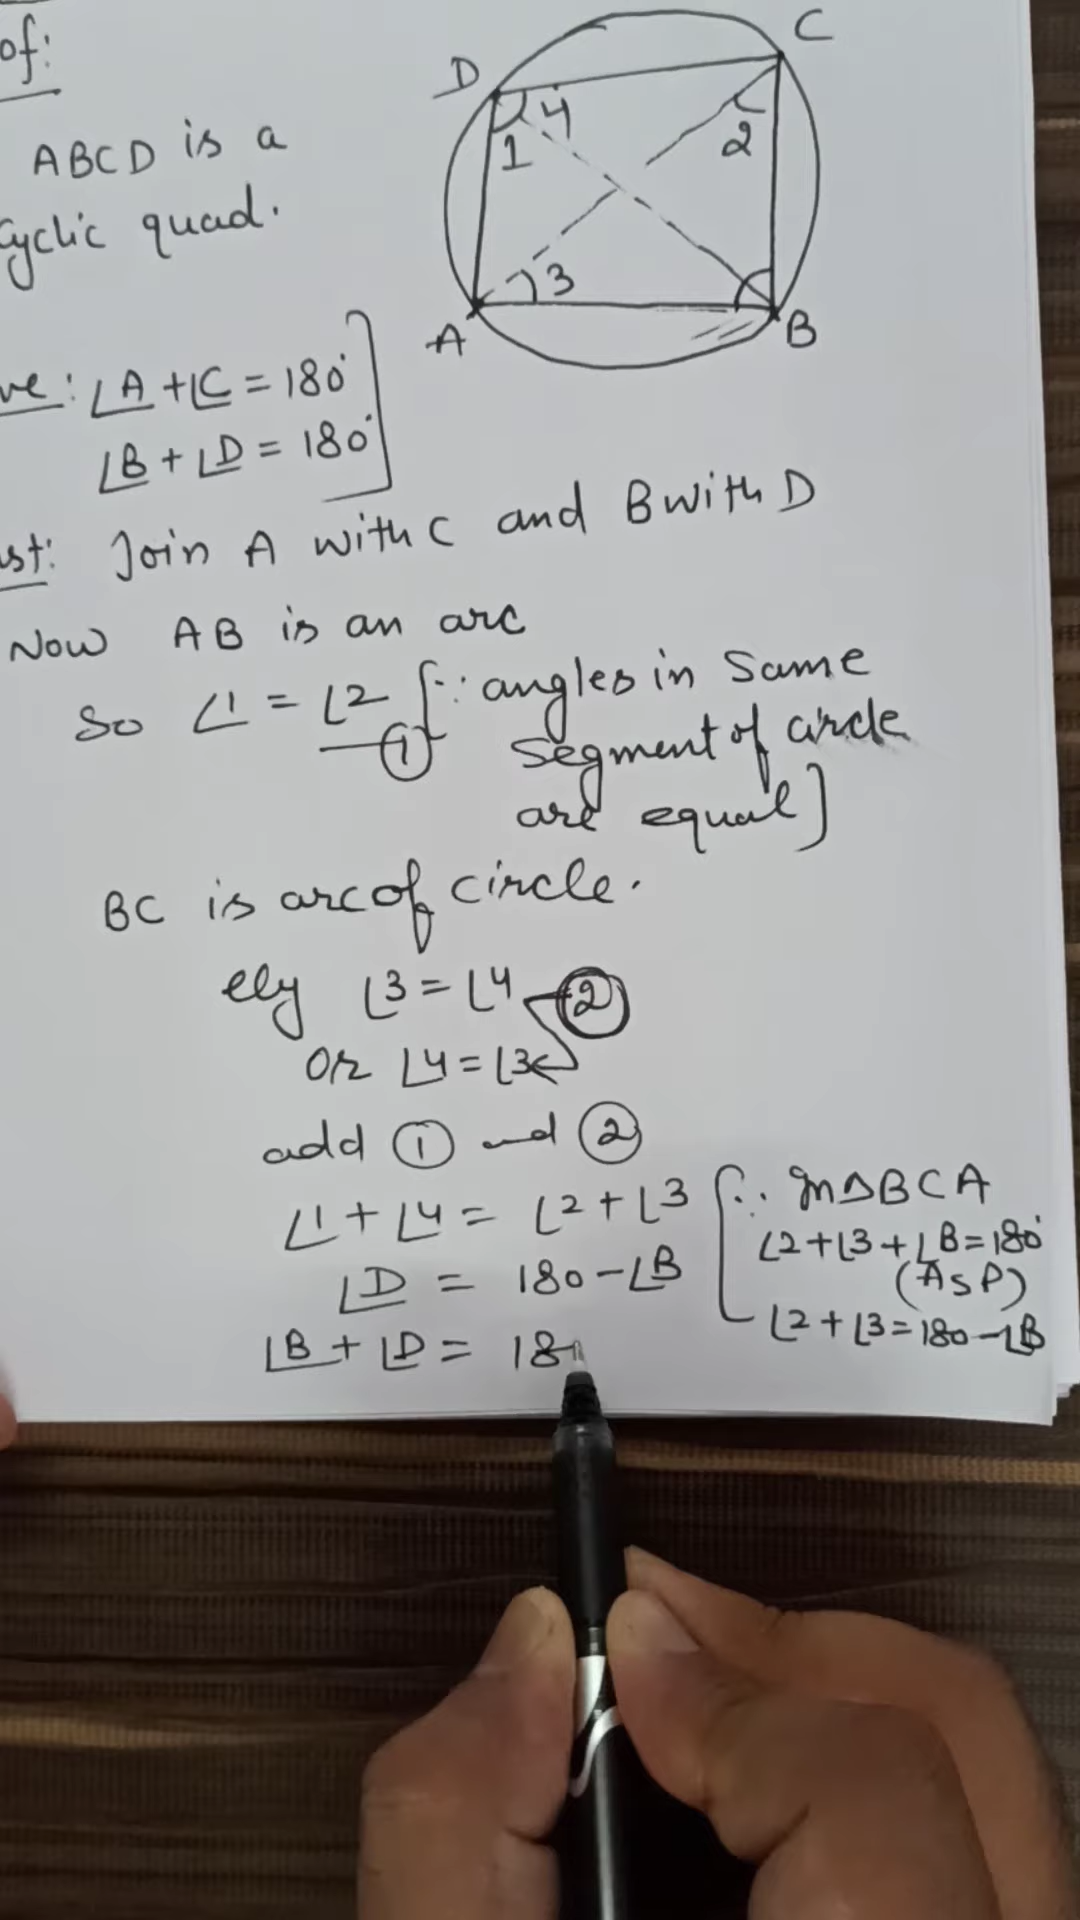 of:
D
C
4
1
2
ABCD is a
cyclic quad.
3
A
B
ve: ∠A + ∠C = 180°
∠B + ∠D = 180°
st: Join A with C and B with D
Now AB is an arc
So ∠1 = ∠2 [∵ angles in same
① segment of circle
are equal]
BC is arc of circle.
lly ∠3 = ∠4 ②
or ∠4 = ∠3
add ① and ②
∠1 + ∠4 = ∠2 + ∠3
∠D = 180 - ∠B
∠B + ∠D = 18
[∵ In △BCA
∠2 + ∠3 + ∠B = 180°
(ASP)
∠2 + ∠3 = 180 - ∠B